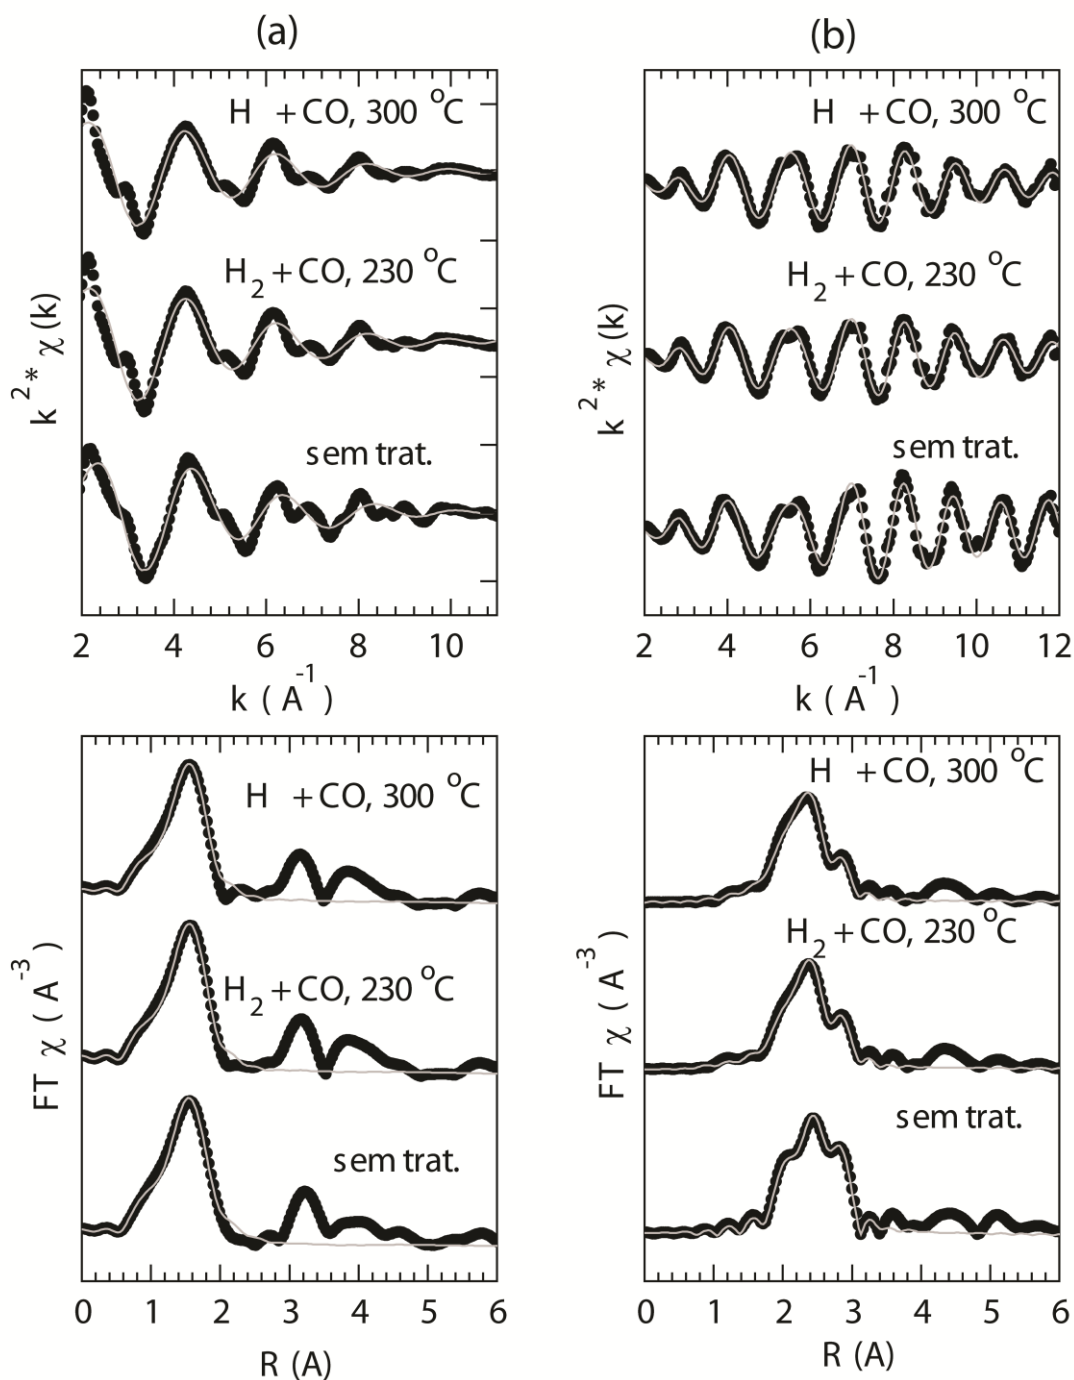 (a)
(b)
H + CO, 300 °C
H₂ + CO, 230 °C
sem trat.
k²* χ (k)
2 4 6 8 10
k ( A⁻¹ )
H + CO, 300 °C
H₂ + CO, 230 °C
sem trat.
k²* χ (k)
2 4 6 8 10 12
k ( A⁻¹ )
H + CO, 300 °C
H₂ + CO, 230 °C
sem trat.
FT χ ( A⁻³ )
0 1 2 3 4 5 6
R (A)
H + CO, 300 °C
H₂ + CO, 230 °C
sem trat.
FT χ ( A⁻³ )
0 1 2 3 4 5 6
R (A)